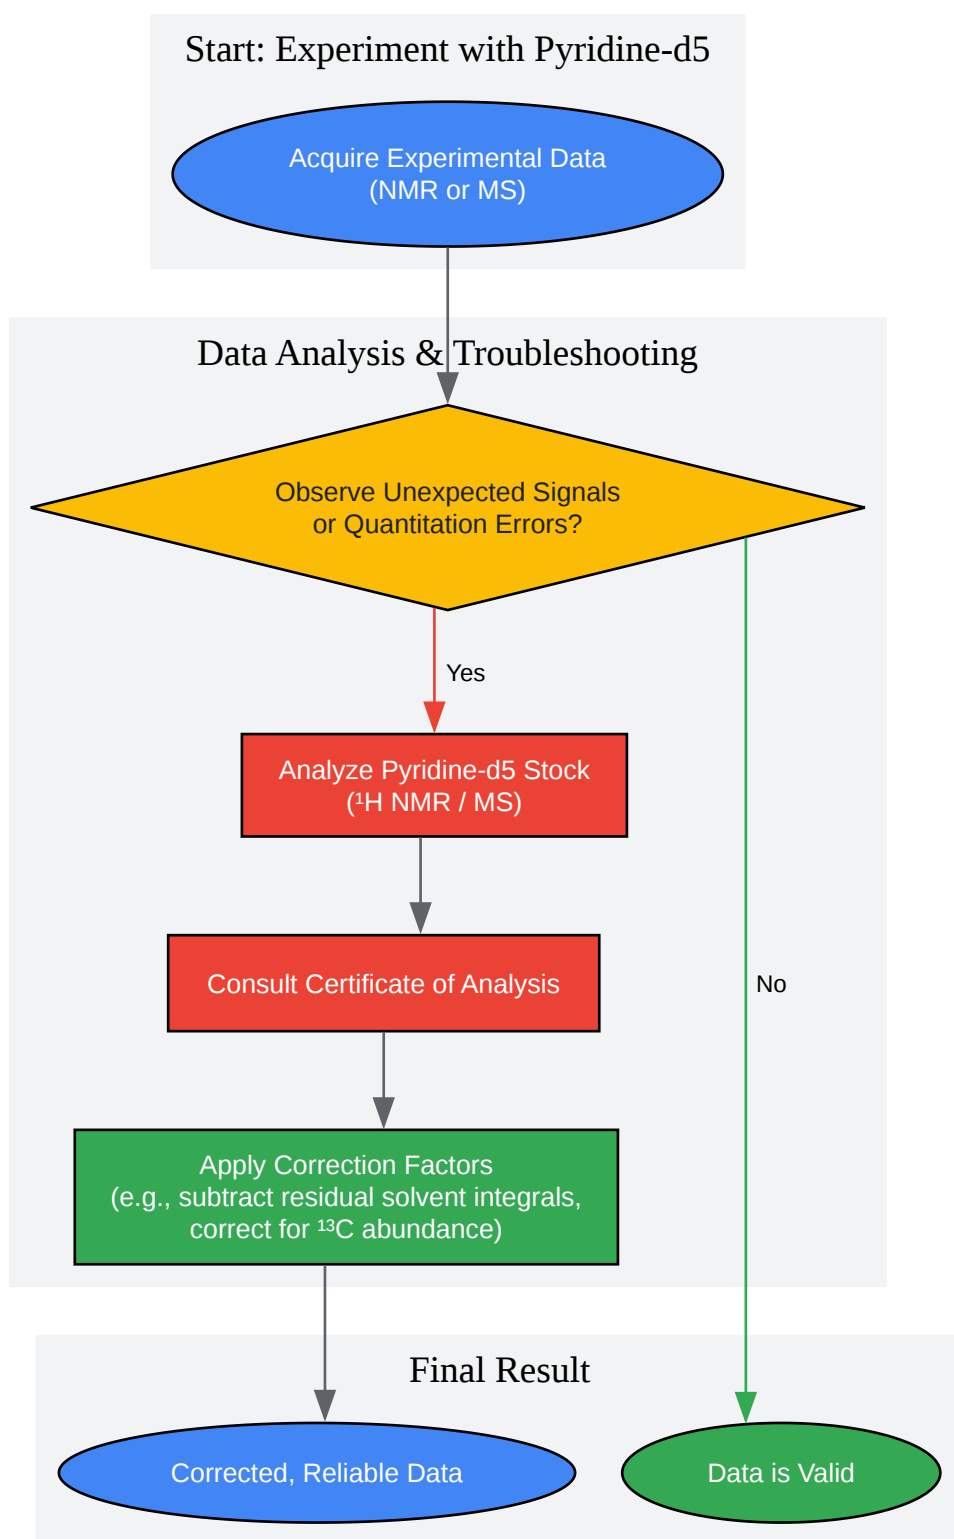 Start: Experiment with Pyridine-d5
Acquire Experimental Data
(NMR or MS)
Data Analysis & Troubleshooting
Observe Unexpected Signals
or Quantitation Errors?
Yes
Analyze Pyridine-d5 Stock
(¹H NMR / MS)
Consult Certificate of Analysis
No
Apply Correction Factors
(e.g., subtract residual solvent integrals,
correct for ¹³C abundance)
Final Result
Corrected, Reliable Data
Data is Valid